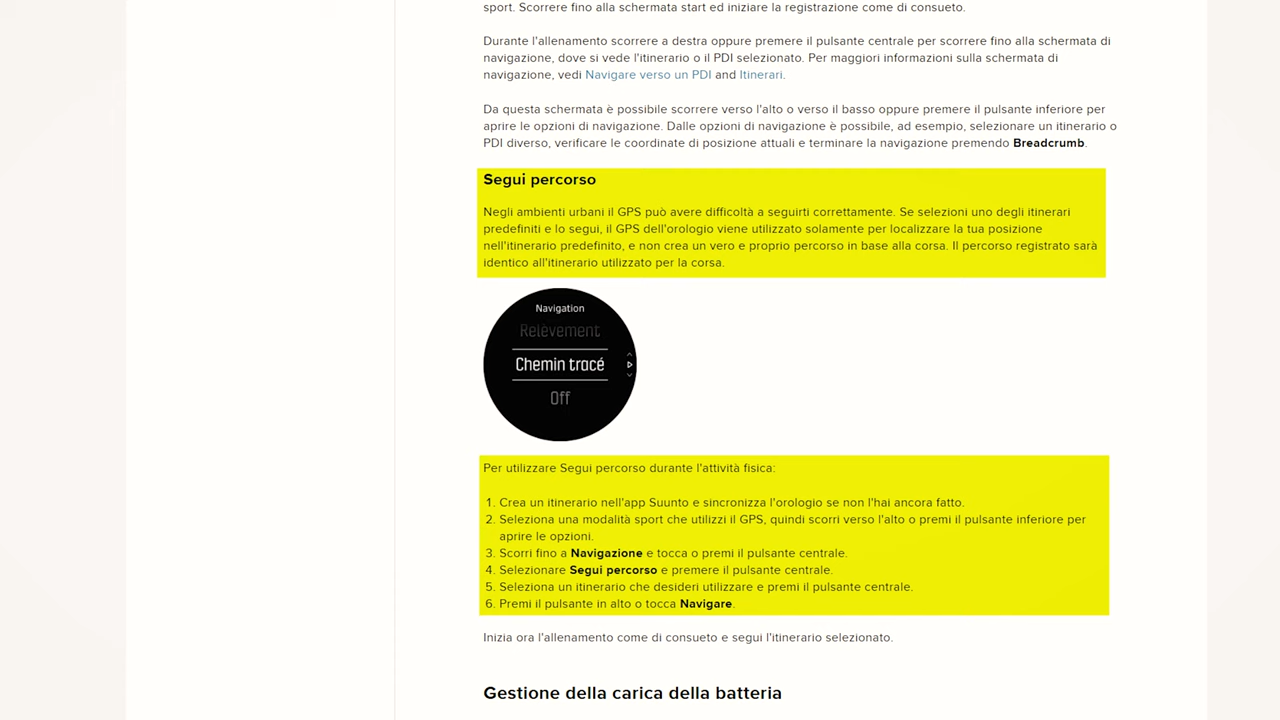 sport. Scorrere fino alla schermata start ed iniziare la registrazione come di consueto.
Durante l'allenamento scorrere a destra oppure premere il pulsante centrale per scorrere fino alla schermata di
navigazione, dove si vede l'itinerario o il PDI selezionato. Per maggiori informazioni sulla schermata di
navigazione, vedi Navigare verso un PDI and Itinerari.
Da questa schermata è possibile scorrere verso l'alto o verso il basso oppure premere il pulsante inferiore per
aprire le opzioni di navigazione. Dalle opzioni di navigazione è possibile, ad esempio, selezionare un itinerario o
PDI diverso, verificare le coordinate di posizione attuali e terminare la navigazione premendo Breadcrumb.
Segui percorso
Negli ambienti urbani il GPS può avere difficoltà a seguirti correttamente. Se selezioni uno degli itinerari
predefiniti e lo segui, il GPS dell'orologio viene utilizzato solamente per localizzare la tua posizione
nell'itinerario predefinito, e non crea un vero e proprio percorso in base alla corsa. Il percorso registrato sarà
identico all'itinerario utilizzato per la corsa.
Navigation
Relèvement
Chemin tracé
Off
Per utilizzare Segui percorso durante l'attività fisica:
1. Crea un itinerario nell'app Suunto e sincronizza l'orologio se non l'hai ancora fatto.
2. Seleziona una modalità sport che utilizzi il GPS, quindi scorri verso l'alto o premi il pulsante inferiore per
aprire le opzioni.
3. Scorri fino a Navigazione e tocca o premi il pulsante centrale.
4. Selezionare Segui percorso e premere il pulsante centrale.
5. Seleziona un itinerario che desideri utilizzare e premi il pulsante centrale.
6. Premi il pulsante in alto o tocca Navigare.
Inizia ora l'allenamento come di consueto e segui l'itinerario selezionato.
Gestione della carica della batteria